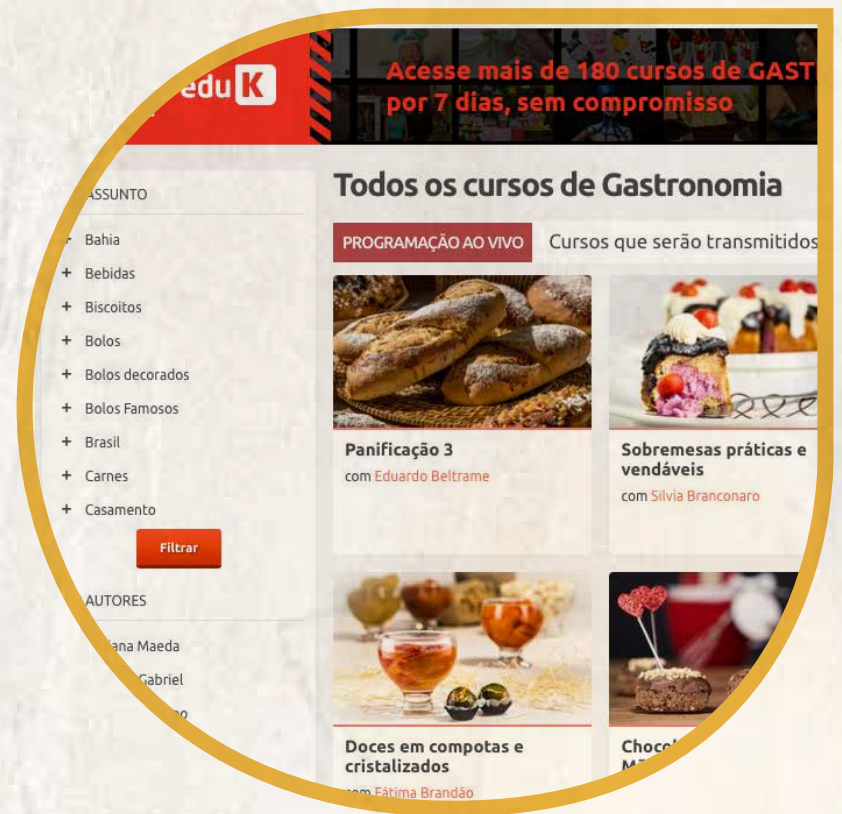 eduK
Acesse mais de 180 cursos de
por 7 dias, sem compromisso
ASSUNTO
Todos os cursos de Gastronomia
+ Bahia
PROGRAMAÇÃO AO VIVO Cursos que serão transmitidos
+ Bebidas
+ Biscoitos
+ Bolos
+ Bolos decorados
+ Bolos Famosos
+ Brasil
+ Carnes
+ Casamento
Filtrar
AUTORES
Maeda
Gabriel
Panificação 3
com Eduardo Beltrame
Sobremesas práticas e
vendáveis
com Silvia Branconaro
Doces em compotas e
cristalizados
com Fátima Brandão